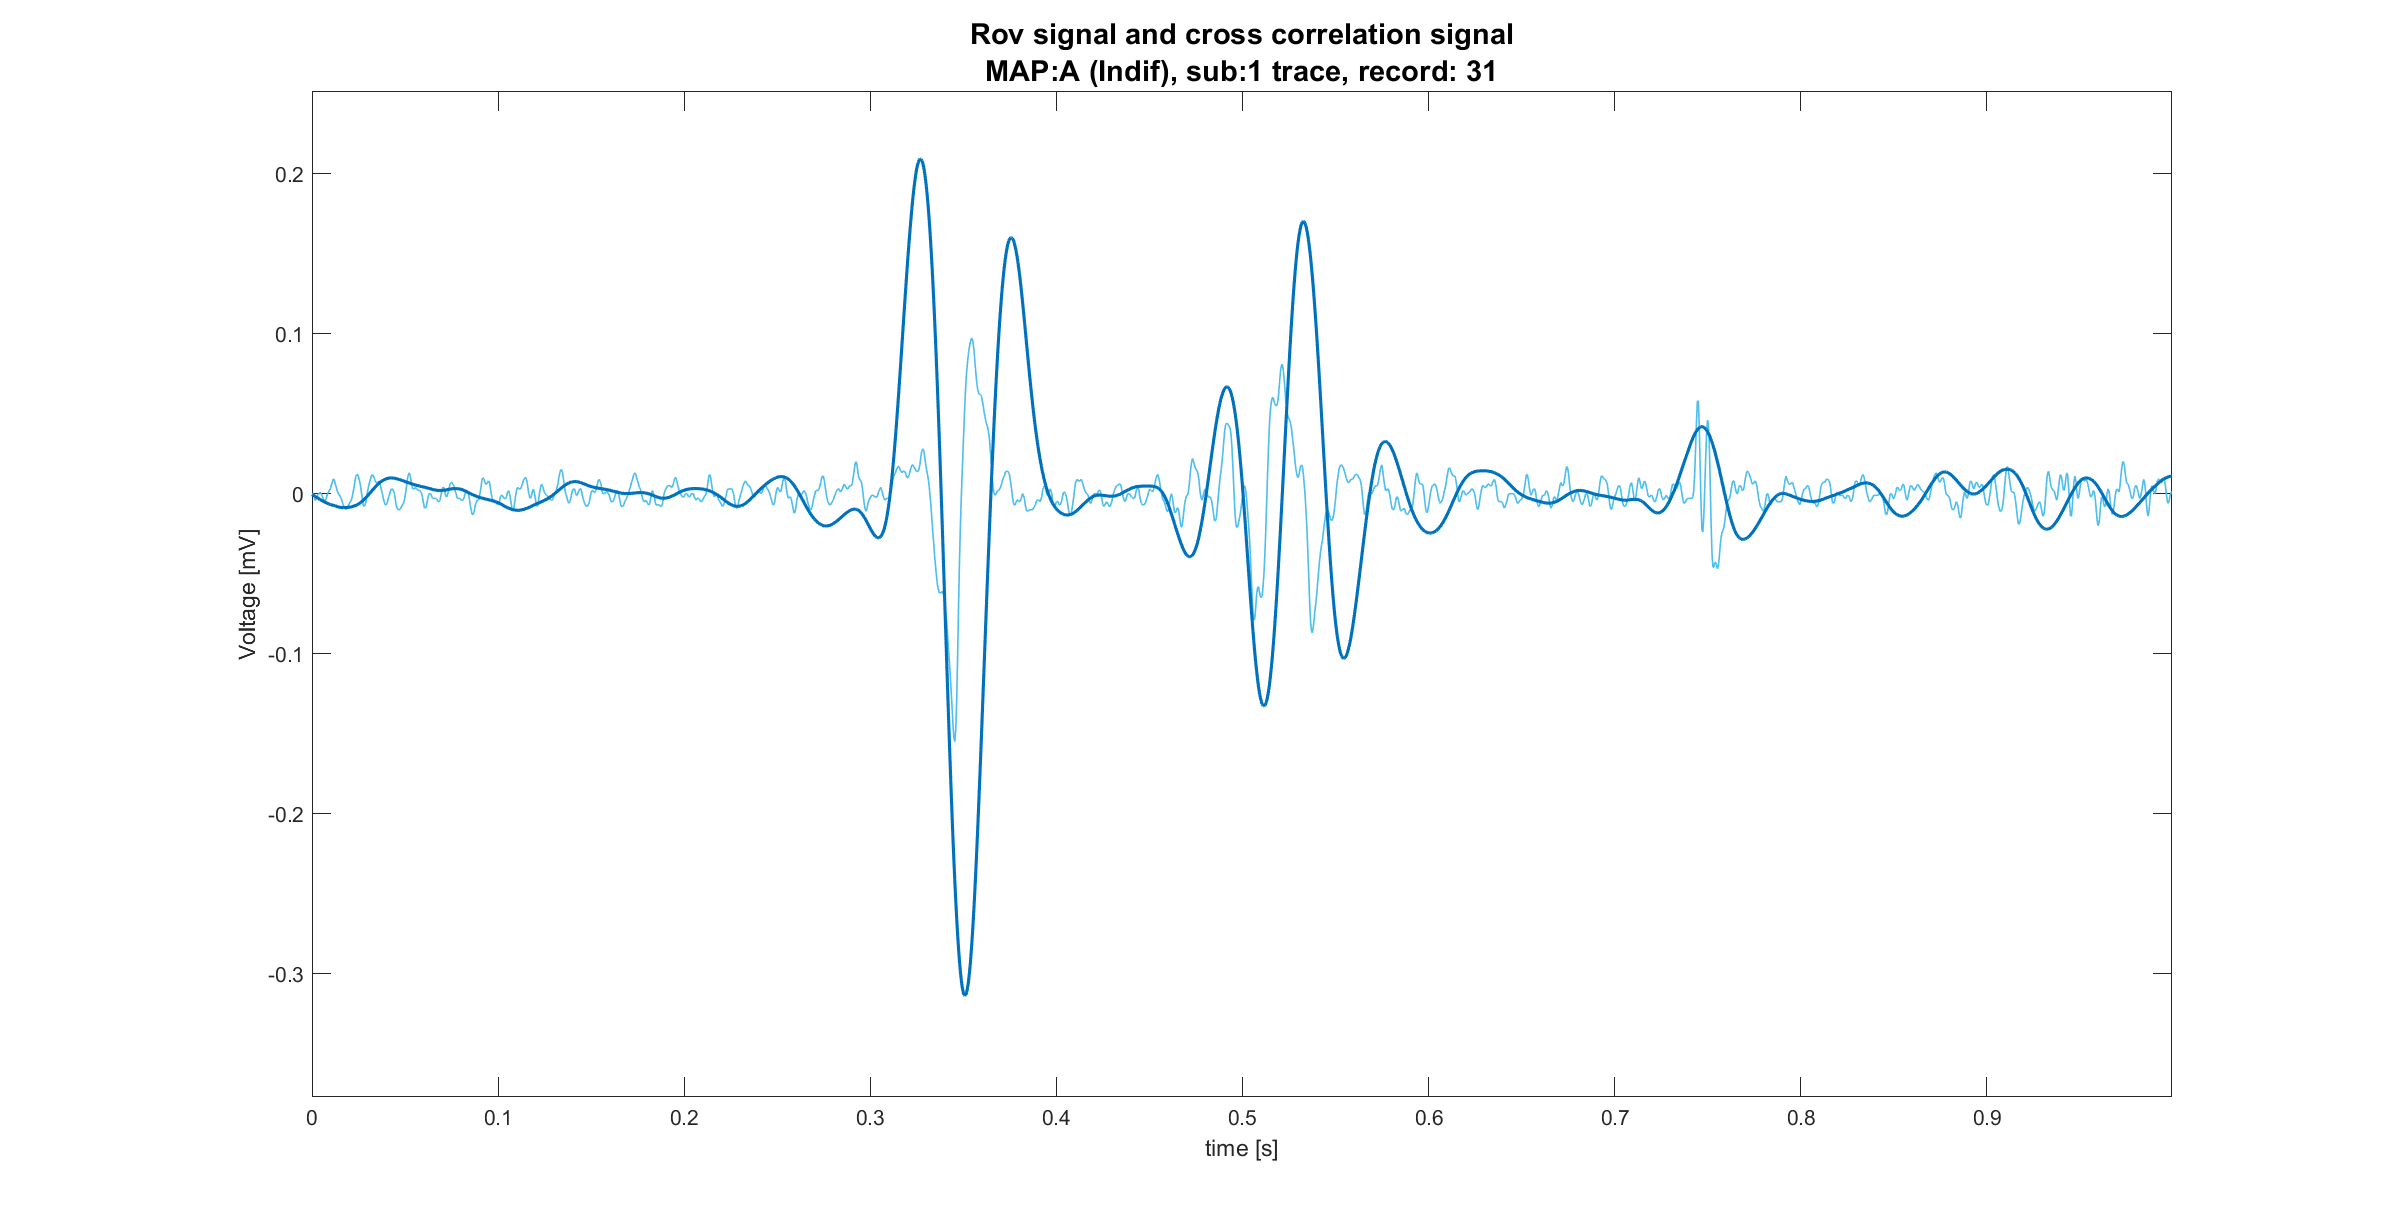 Rov signal and cross correlation signal
MAP:A (Indif), sub:1 trace, record: 31
Voltage [mV]
0.2
0.1
0
-0.1
-0.2
-0.3
0 0.1 0.2 0.3 0.4 0.5 0.6 0.7 0.8 0.9
time [s]